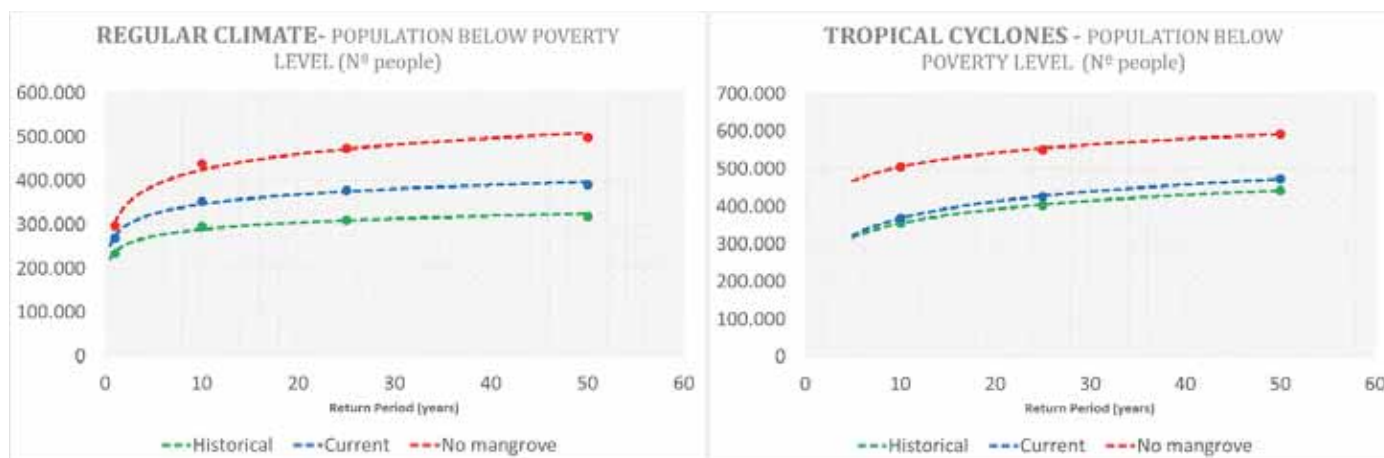 REGULAR CLIMATE- POPULATION BELOW POVERTY
LEVEL (Nº people)
600.000
500.000
400.000
300.000
200.000
100.000
0
0 10 20 30 40 50 60
Return Period (years)
Historical Current No mangrove
TROPICAL CYCLONES - POPULATION BELOW
POVERTY LEVEL (Nº people)
700.000
600.000
500.000
400.000
300.000
200.000
100.000
0
0 10 20 30 40 50 60
Return Period (years)
Historical Current No mangrove